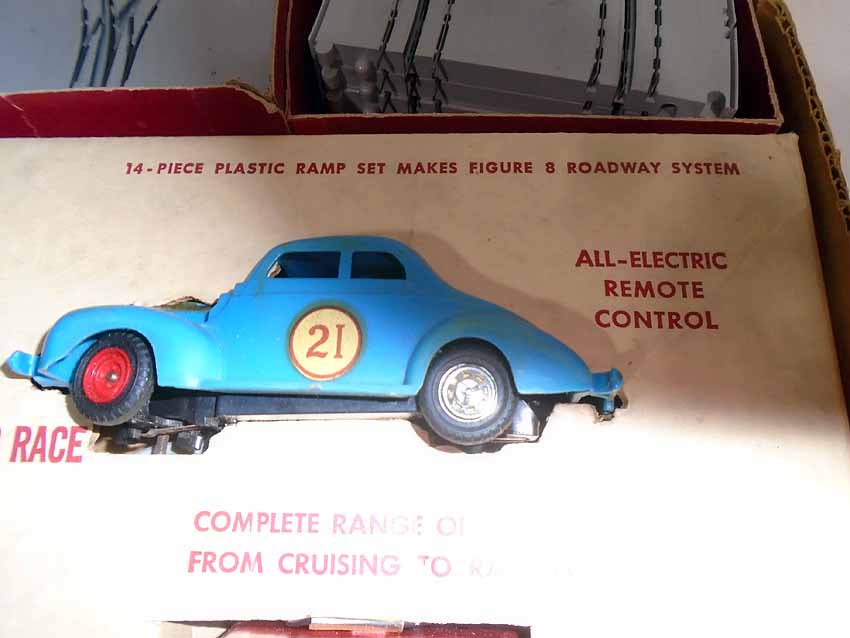 14-PIECE PLASTIC RAMP SET MAKES FIGURE 8 ROADWAY SYSTEM
ALL-ELECTRIC
REMOTE
CONTROL
21
RACE
COMPLETE RANGE
FROM CRUISING TO